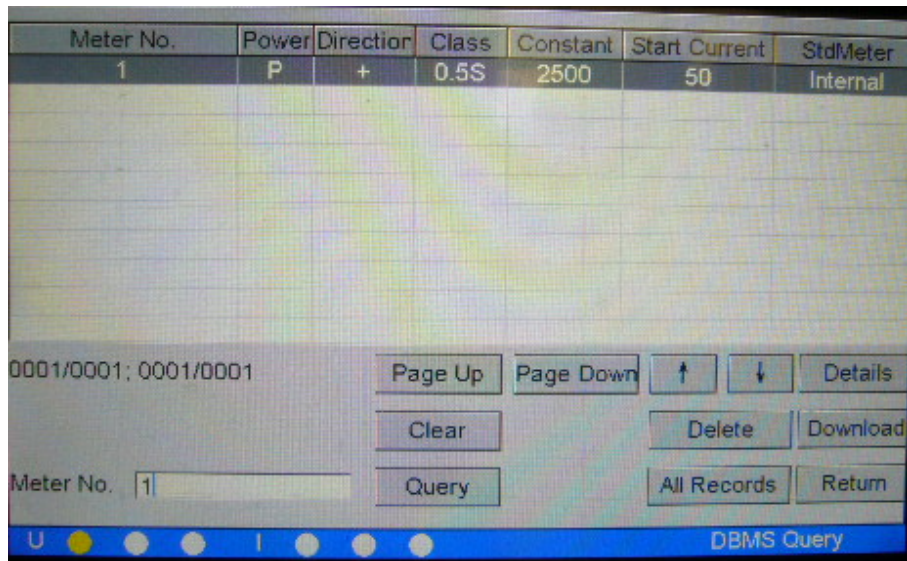 Meter No. Power Direction Class Constant Start Current StdMeter
1 P + 0.5S 2500 50 Internal
0001/0001; 0001/0001 Page Up Page Down ↑ ↓ Details
Clear Delete Download
Meter No. 1 Query All Records Return
U I DBMS Query